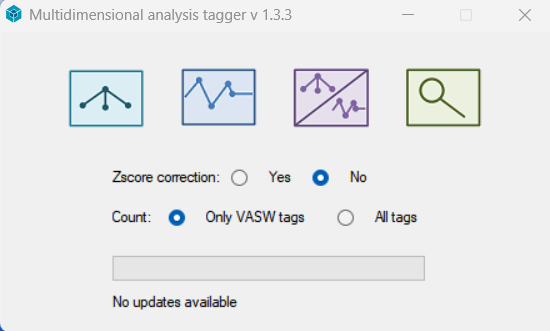 Multidimensional analysis tagger v 1.3.3
Zscore correction: Yes No
Count: Only VASW tags All tags
No updates available